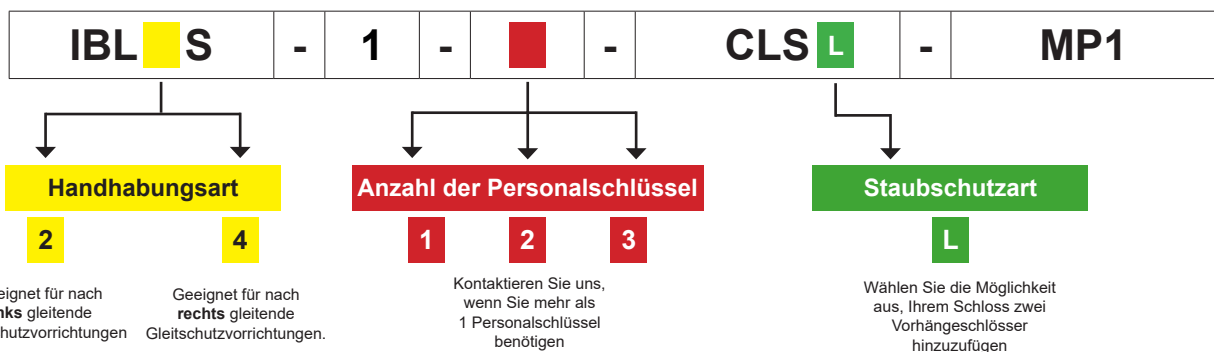 IBL S - 1 - - CLS L - MP1
Handhabungsart
2 4
eignet für nach
nks gleitende
hutzvorrichtungen
Geeignet für nach
rechts gleitende
Gleitschutzvorrichtungen.
Anzahl der Personalschlüssel
1 2 3
Kontaktieren Sie uns,
wenn Sie mehr als
1 Personalschlüssel
benötigen
Staubschutzart
L
Wählen Sie die Möglichkeit
aus, Ihrem Schloss zwei
Vorhängeschlösser
hinzuzufügen